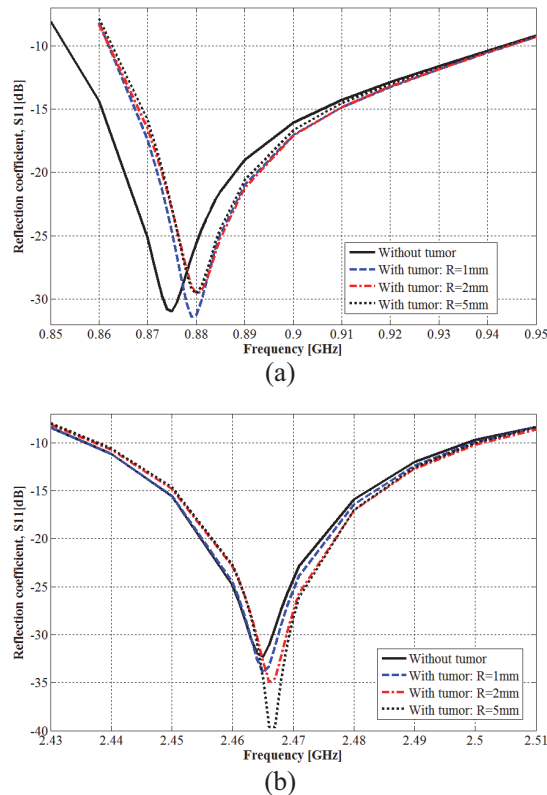 -10
-15
-20
-25
-30
Reflection coefficient, S11[dB]
Without tumor
With tumor: R=1mm
With tumor: R=2mm
With tumor: R=5mm
0.85 0.86 0.87 0.88 0.89 0.9 0.91 0.92 0.93 0.94 0.95
Frequency [GHz]
(a)
-10
-15
-20
-25
-30
-35
-40
Reflection coefficient, S11[dB]
Without tumor
With tumor: R=1mm
With tumor: R=2mm
With tumor: R=5mm
2.43 2.44 2.45 2.46 2.47 2.48 2.49 2.5 2.51
Frequency [GHz]
(b)